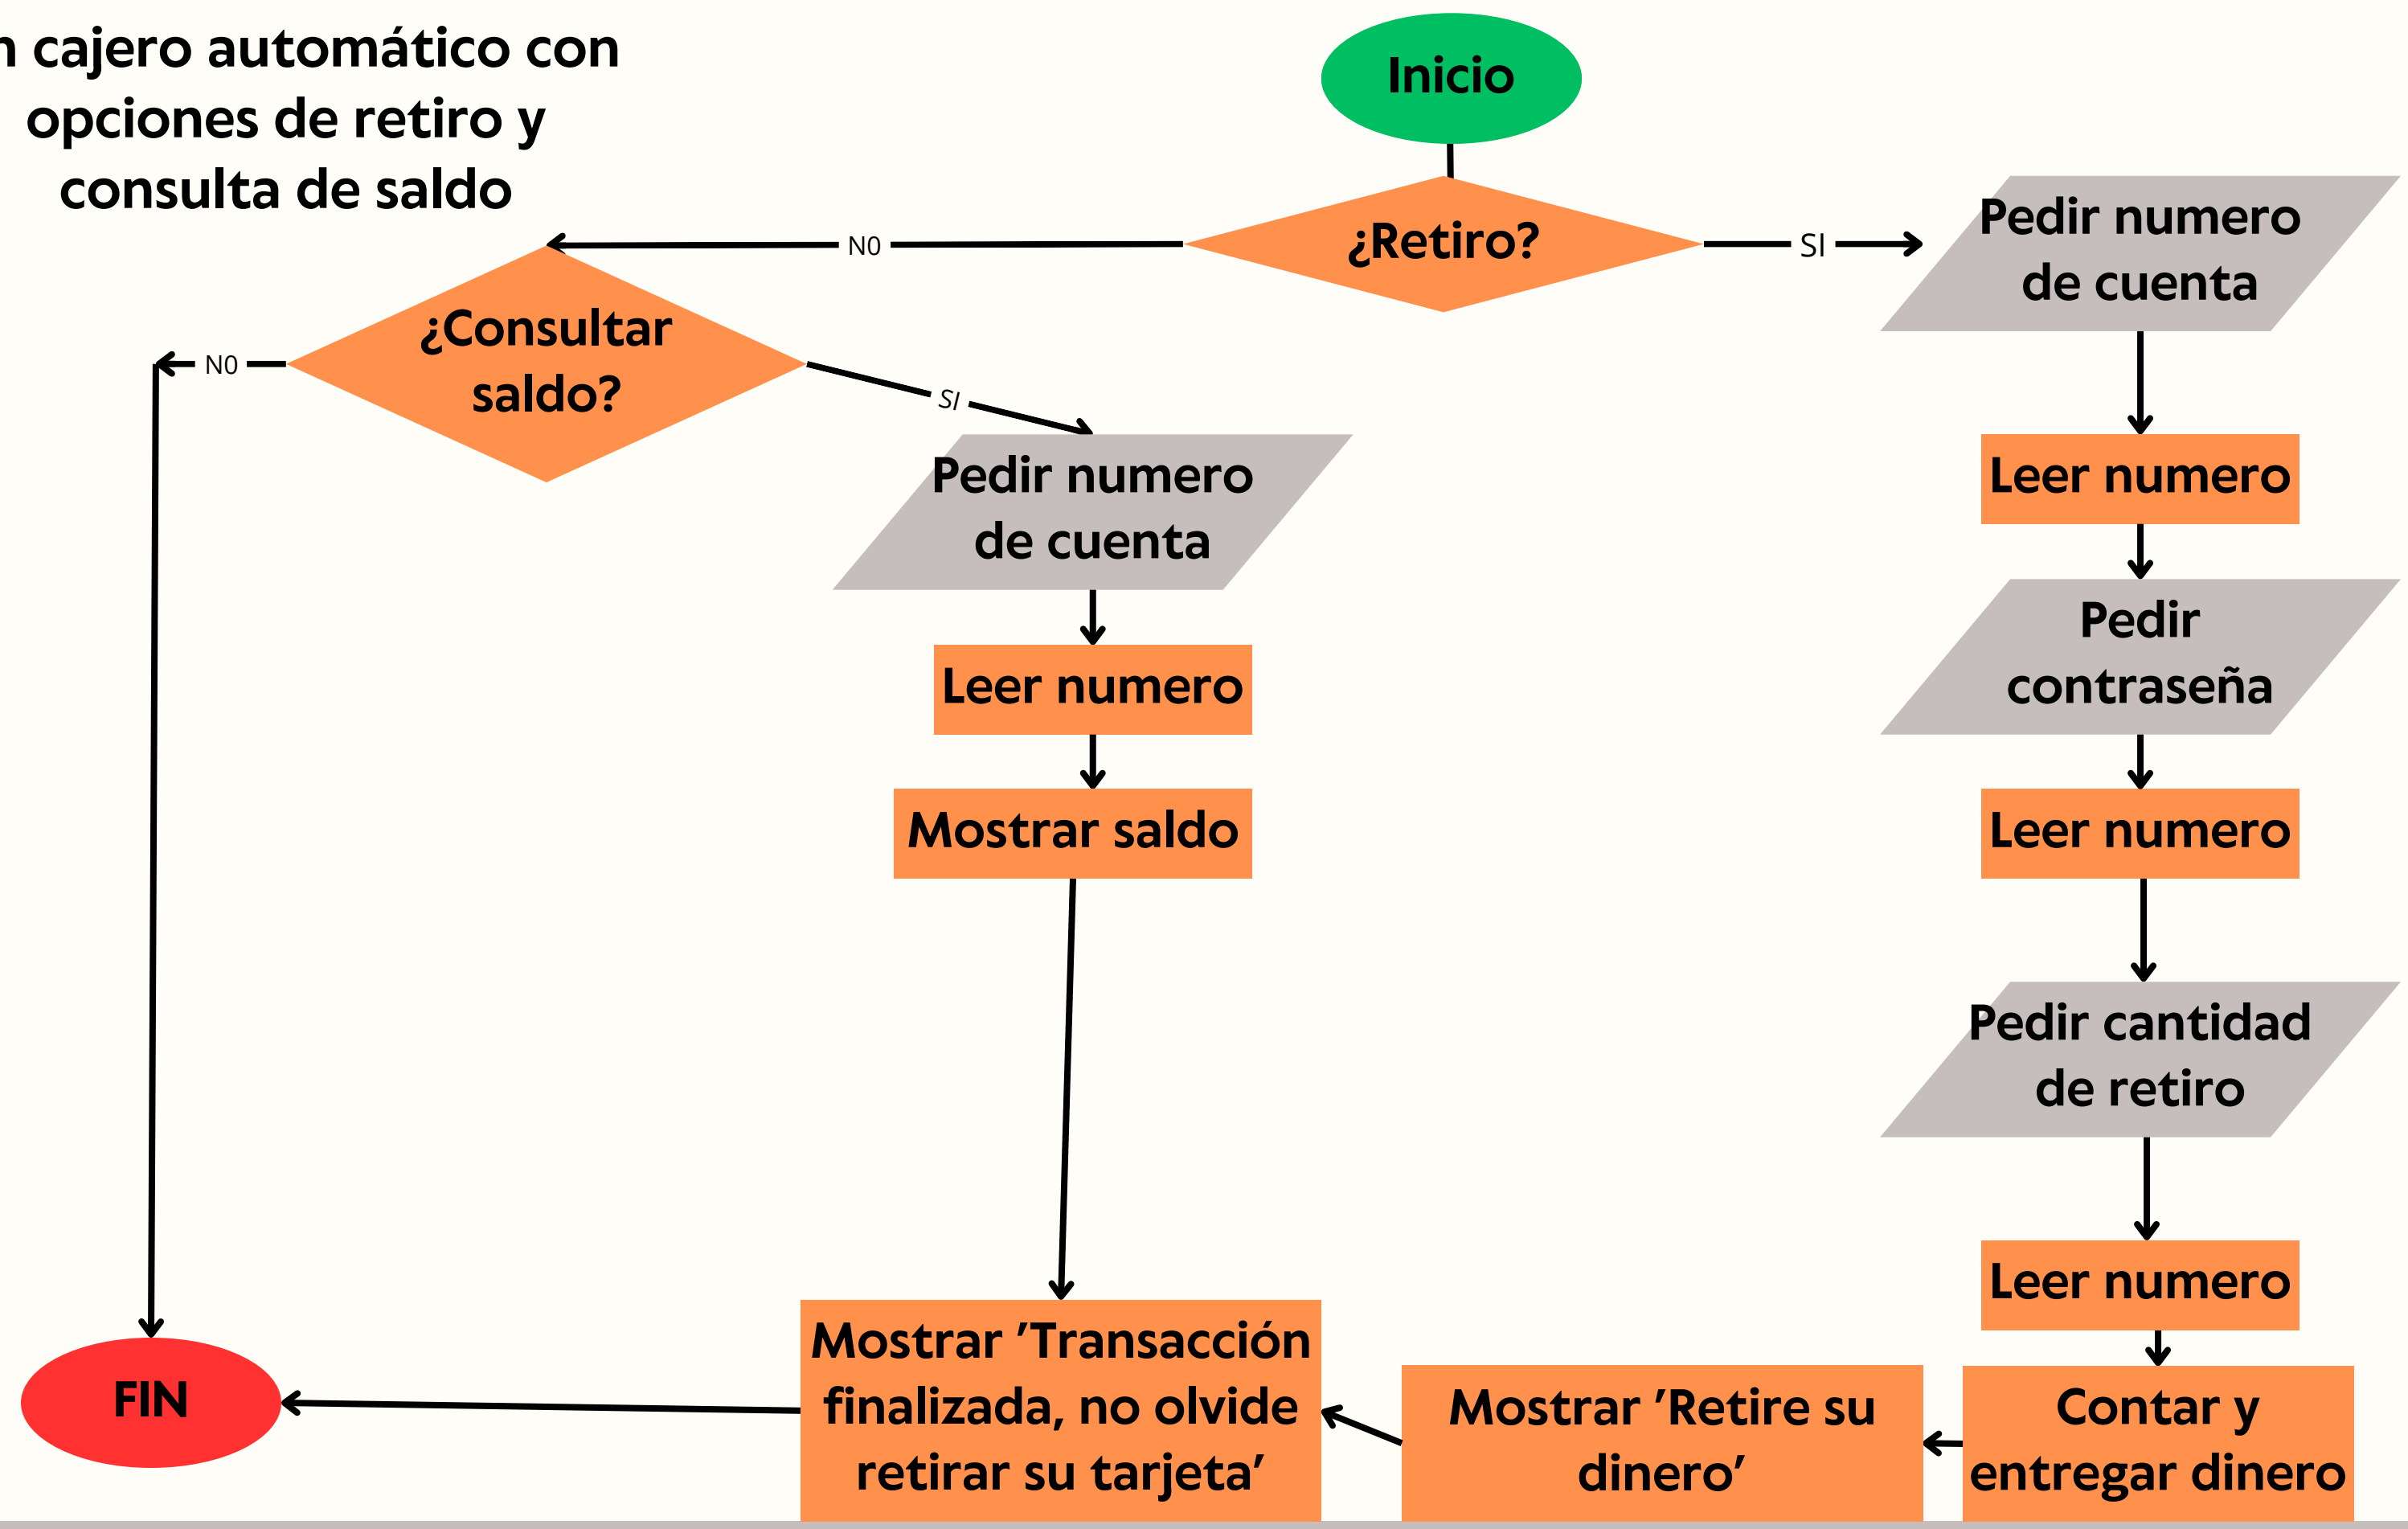 n cajero automático con
opciones de retiro y
consulta de saldo
Inicio
¿Retiro?
N0
SI
¿Consultar
saldo?
N0
SI
Pedir numero
de cuenta
Leer numero
Mostrar saldo
Pedir numero
de cuenta
Leer numero
Pedir
contraseña
Leer numero
Pedir cantidad
de retiro
Leer numero
Contar y
entregar dinero
Mostrar 'Retire su
dinero'
Mostrar 'Transacción
finalizada, no olvide
retirar su tarjeta'
FIN